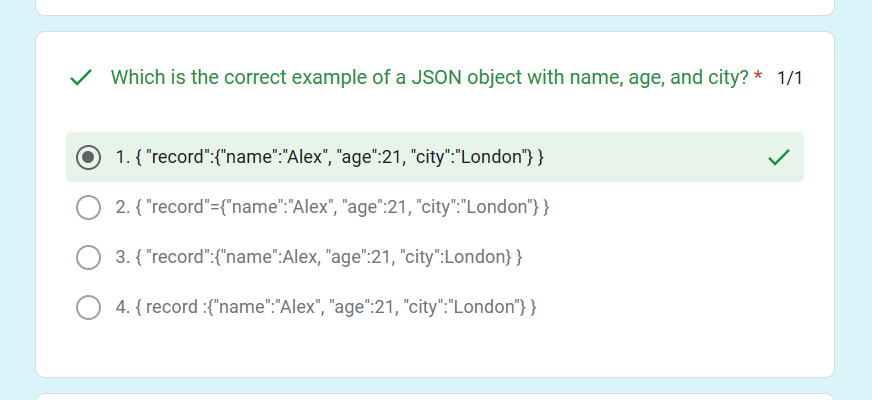 Which is the correct example of a JSON object with name, age, and city? * 1/1
1. { "record":{"name":"Alex", "age":21, "city":"London"} }
2. { "record"={"name":"Alex", "age":21, "city":"London"} }
3. { "record":{"name":Alex, "age":21, "city":London} }
4. { record :{"name":"Alex", "age":21, "city":"London"} }